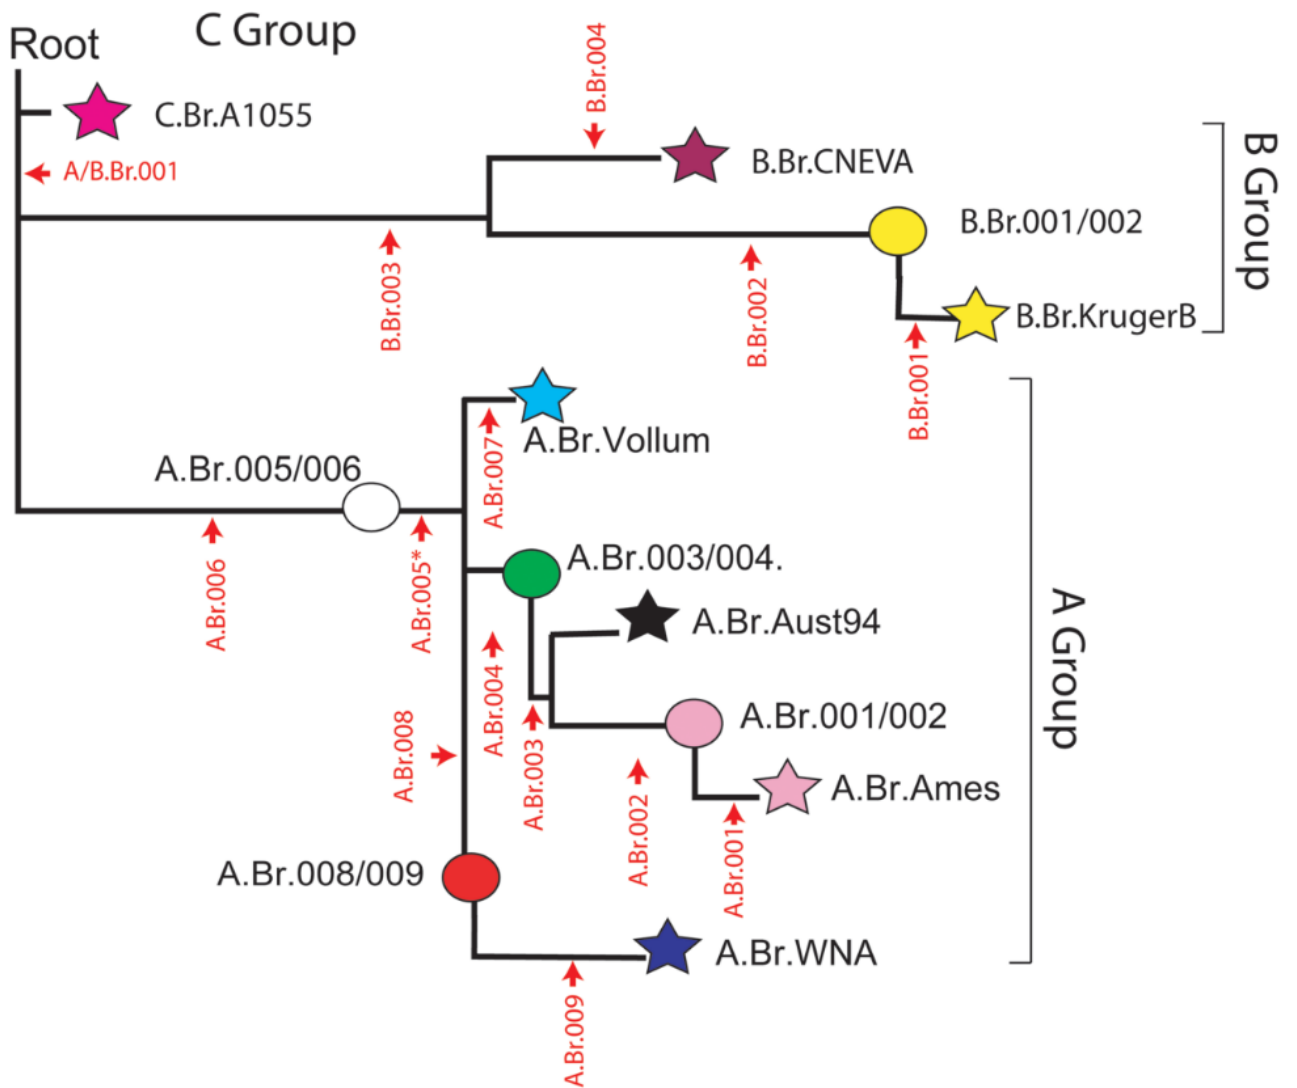 C Group
Root
C.Br.A1055
A/B.Br.001
B.Br.004
B.Br.CNEVA
B.Br.001/002
B Group
B.Br.003
B.Br.002
B.Br.KrugerB
B.Br.001
A.Br.Vollum
A.Br.007
A.Br.005/006
A.Br.006
A.Br.005*
A.Br.003/004.
A.Br.Aust94
A Group
A.Br.004
A.Br.008
A.Br.003
A.Br.001/002
A.Br.002
A.Br.Ames
A.Br.001
A.Br.008/009
A.Br.WNA
A.Br.009